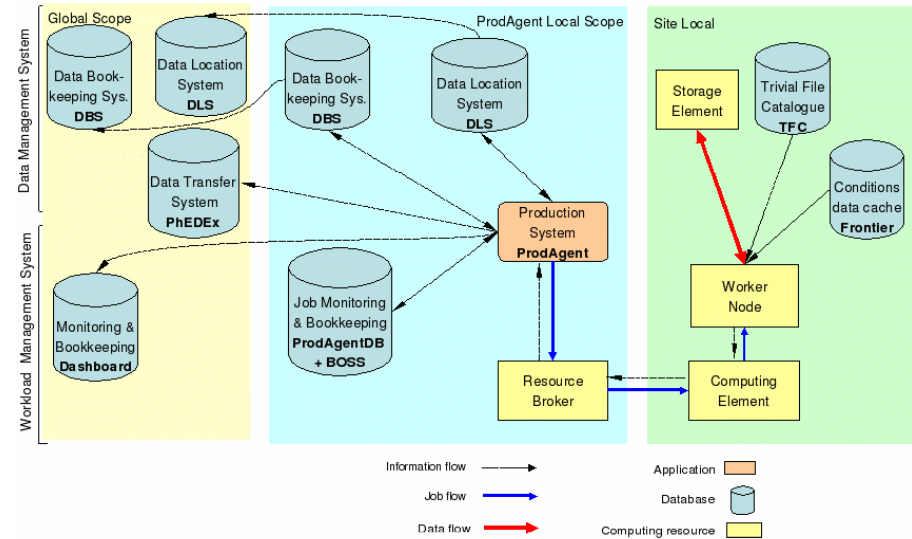 Global Scope
ProdAgent Local Scope
Site Local
Data Management System
Workload Management System
Data Book-
keeping Sys.
DBS
Data Location
System
DLS
Data Book-
keeping Sys.
DBS
Data Location
System
DLS
Storage
Element
Trivial File
Catalogue
TFC
Data Transfer
System
PhEDEx
Production
System
ProdAgent
Conditions
data cache
Frontier
Monitoring &
Bookkeeping
Dashboard
Job Monitoring
& Bookkeeping
ProdAgentDB
+ BOSS
Worker
Node
Resource
Broker
Computing
Element
Information flow
Job flow
Data flow
Application
Database
Computing resource